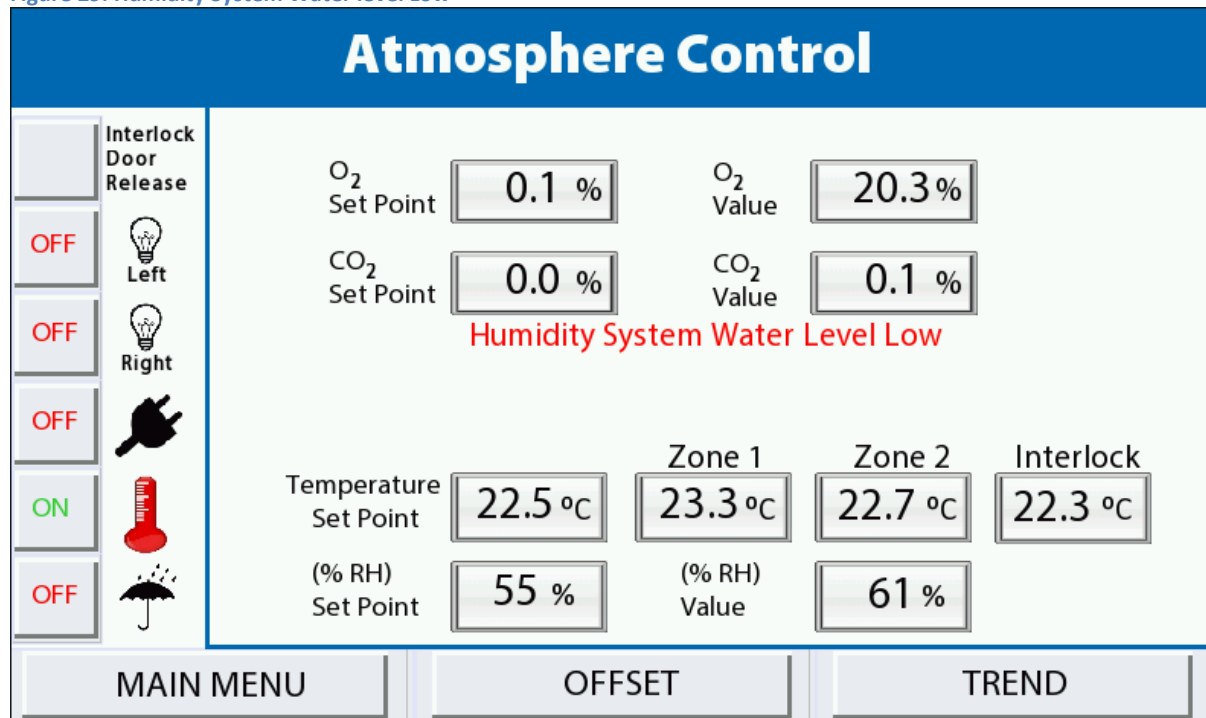 Atmosphere Control
Interlock
Door
Release
OFF
Left
OFF
Right
OFF
ON
OFF
O₂
Set Point
0.1 %
O₂
Value
20.3 %
CO₂
Set Point
0.0 %
CO₂
Value
0.1 %
Humidity System Water Level Low
Zone 1
Zone 2
Interlock
Temperature
Set Point
22.5 ºC
23.3 ºC
22.7 ºC
22.3 ºC
(% RH)
Set Point
55 %
(% RH)
Value
61 %
MAIN MENU
OFFSET
TREND